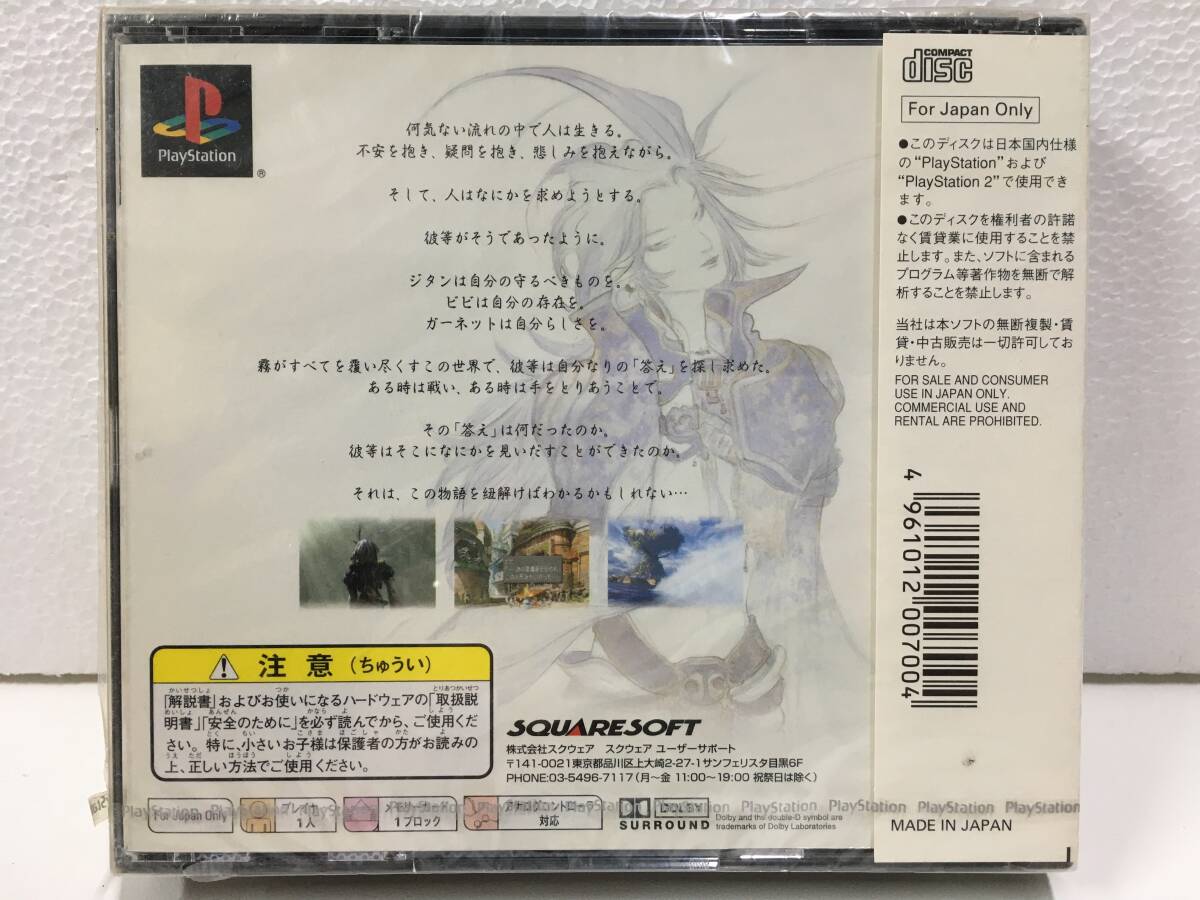 PlayStation
®
何気ない流れの中で人は生きる。
不安を抱き、疑問を抱き、悲しみを抱えながら。
そして、人はなにかを求めようとする。
彼等がそうであったように。
ジタンは自分の守るべきものを。
ビビは自分の存在を。
ガーネットは自分らしさを。
霧がすべてを覆い尽くすこの世界で、彼等は自分なりの「答え」を探し求めた。
ある時は戦い、ある時は手をとりあうことで。
その「答え」は何だったのか。
彼等はそこになにかを見いだすことができたのか。
それは、この物語を紐解けばわかるかもしれない…
注意(ちゅうい)
「解説書」およびお使いになるハードウェアの「取扱説
明書」「安全のために」を必ず読んでから、ご使用くだ
さい。特に、小さいお子様は保護者の方がお読みの
上、正しい方法でご使用ください。
SQUARESOFT
株式会社スクウェア スクウェア ユーザーサポート
〒141-0021東京都品川区上大崎2-27-1サンフェリスタ目黒6F
PHONE:03-5496-7117(月〜金 11:00〜19:00 祝祭日は除く)
For Japan Only
プレイヤ
1人
メモリーカード
1ブロック
アナログコントローラ
対応
DOLBY
SURROUND
Dolby and the double-D symbol are
trademarks of Dolby Laboratories
PlayStation PlayStation PlayStation PlayStation
COMPACT
disc
For Japan Only
●このディスクは日本国内仕様
の“PlayStation”および
“PlayStation 2”で使用でき
ます。
●このディスクを権利者の許諾
なく賃貸業に使用することを禁
止します。また、ソフトに含まれる
プログラム等著作物を無断で解
析することを禁止します。
当社は本ソフトの無断複製・賃
貸・中古販売は一切許可してお
りません。
FOR SALE AND CONSUMER
USE IN JAPAN ONLY.
COMMERCIAL USE AND
RENTAL ARE PROHIBITED.
4 961012 007004
MADE IN JAPAN